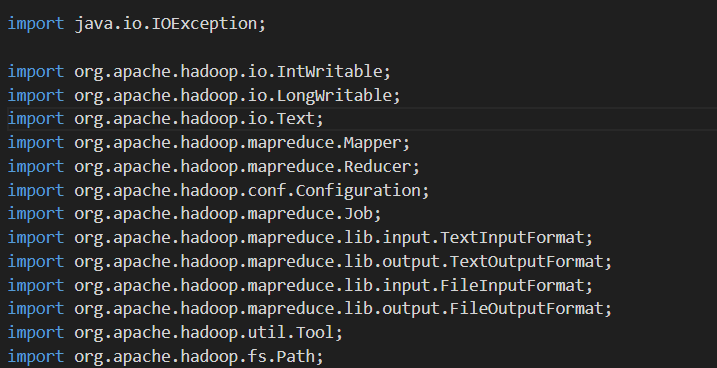 import java.io.IOException;
import org.apache.hadoop.io.IntWritable;
import org.apache.hadoop.io.LongWritable;
import org.apache.hadoop.io.Text;
import org.apache.hadoop.mapreduce.Mapper;
import org.apache.hadoop.mapreduce.Reducer;
import org.apache.hadoop.conf.Configuration;
import org.apache.hadoop.mapreduce.Job;
import org.apache.hadoop.mapreduce.lib.input.TextInputFormat;
import org.apache.hadoop.mapreduce.lib.output.TextOutputFormat;
import org.apache.hadoop.mapreduce.lib.input.FileInputFormat;
import org.apache.hadoop.mapreduce.lib.output.FileOutputFormat;
import org.apache.hadoop.util.Tool;
import org.apache.hadoop.fs.Path;